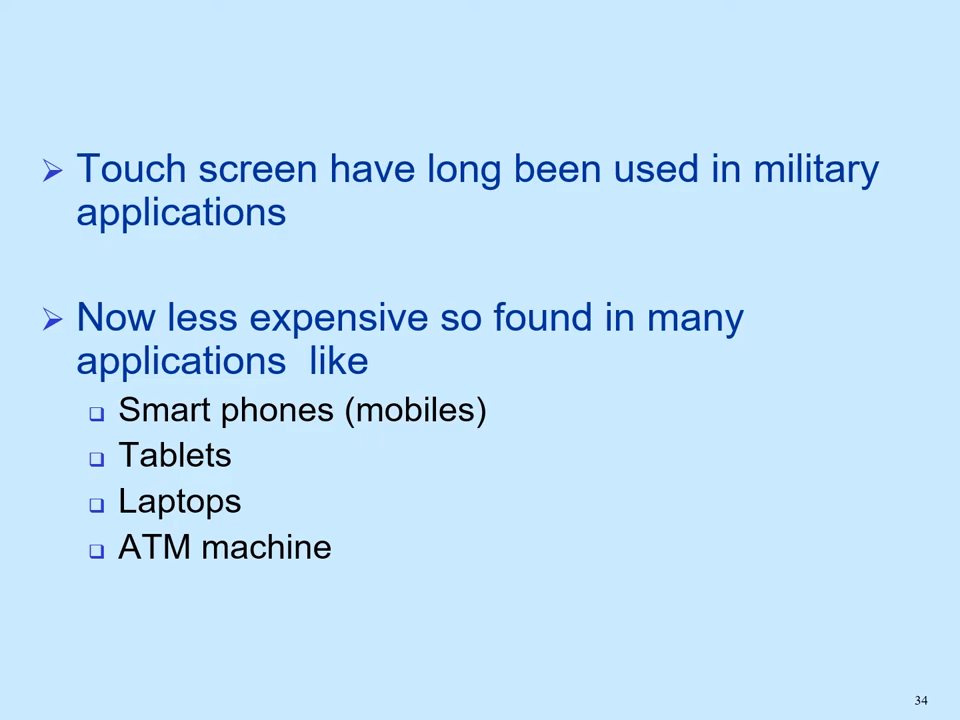 Touch screen have long been used in military
applications
Now less expensive so found in many
applications  like
Smart phones (mobiles)
Tablets
Laptops
ATM machine
34